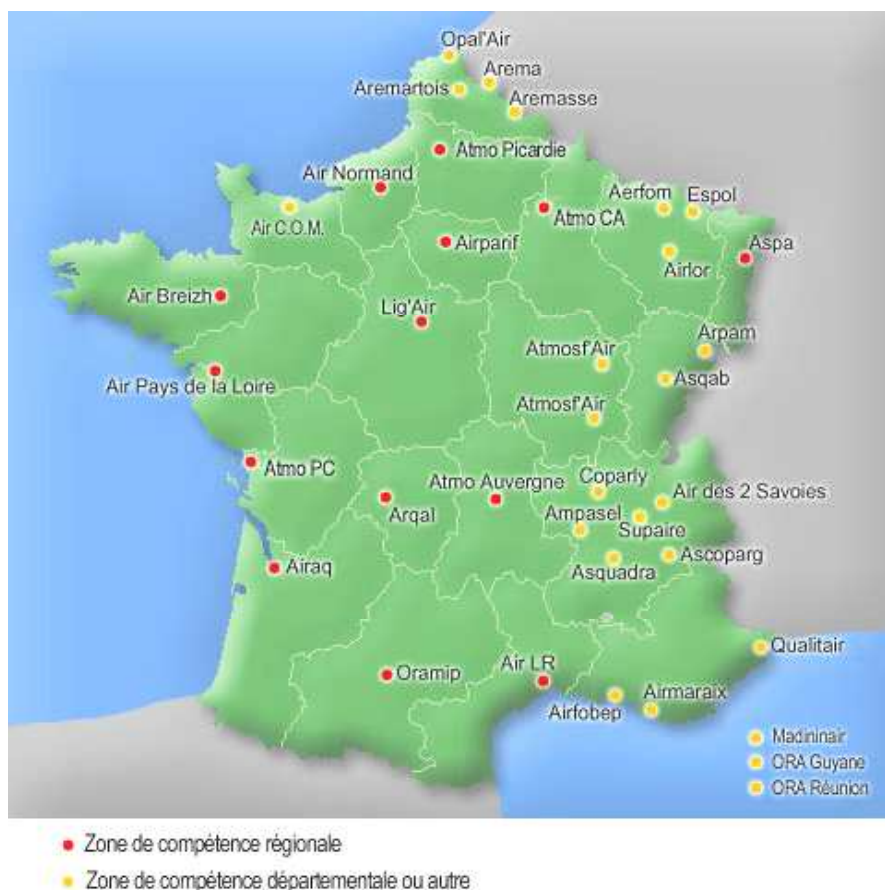 Opal'Air
Arema
Aremartois
Aremasse
Atmo Picardie
Air Normand
Aerfom
Espol
Air C.O.M.
Atmo CA
Airparif
Aspa
Airlor
Air Breizh
Lig'Air
Arpam
Atmosf'Air
Air Pays de la Loire
Asqab
Atmosf'Air
Atmo PC
Atmo Auvergne
Coparly
Air des 2 Savoies
Arqal
Ampasel
Supaire
Airaq
Asquadra
Ascoparg
Qualitair
Oramip
Air LR
Airfobep
Airmaraix
Madininair
ORA Guyane
ORA Réunion
Zone de compétence régionale
Zone de compétence départementale ou autre